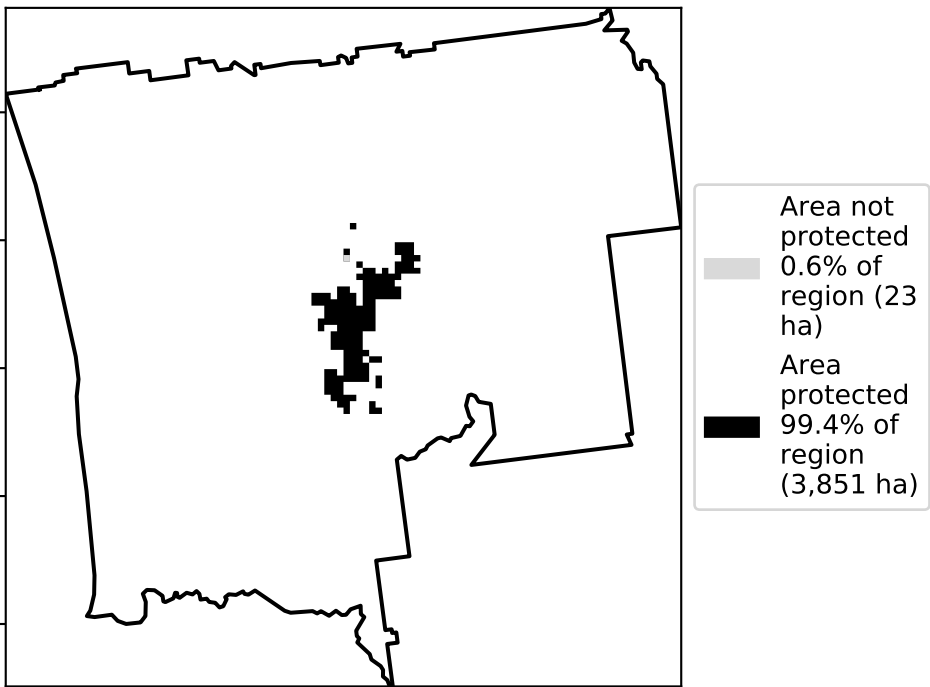 Area not
protected
0.6% of
region (23
ha)
Area
protected
99.4% of
region
(3,851 ha)